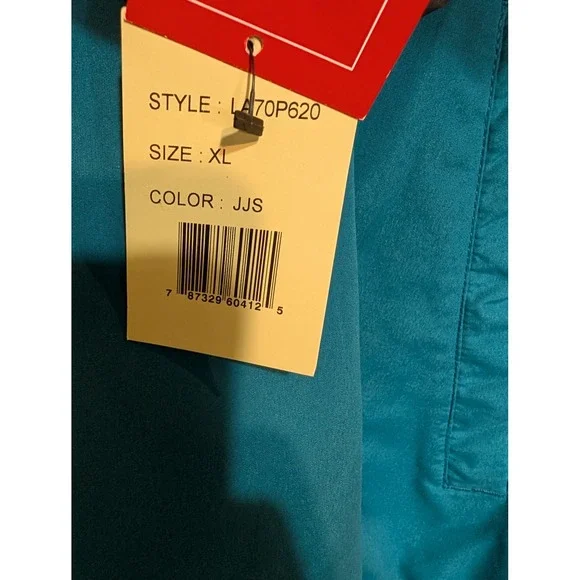 STYLE : LA70P620
SIZE : XL
COLOR : JJS
7 87329 60412 5